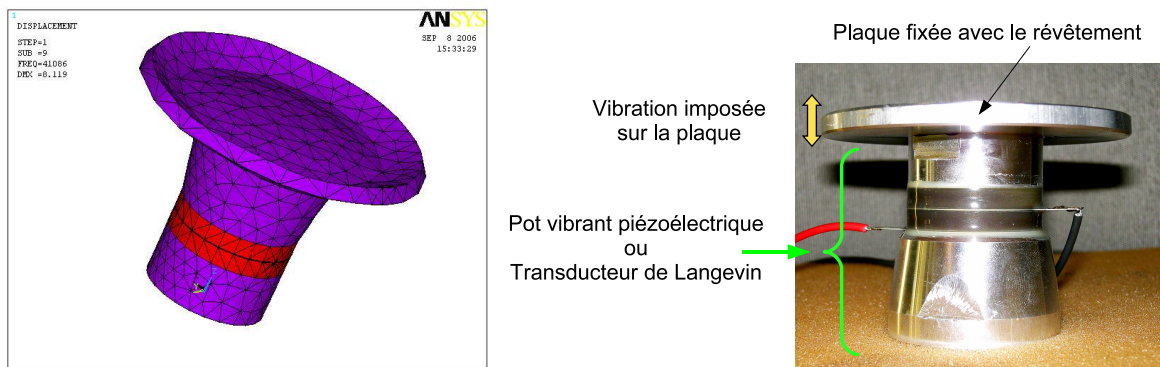 1
DISPLACEMENT
STEP=1
SUB =9
FREQ=41086
DMX =8.119
ANSYS
SEP 8 2006
15:33:29
Plaque fixée avec le révêtement
Vibration imposée
sur la plaque
Pot vibrant piézoélectrique
ou
Transducteur de Langevin